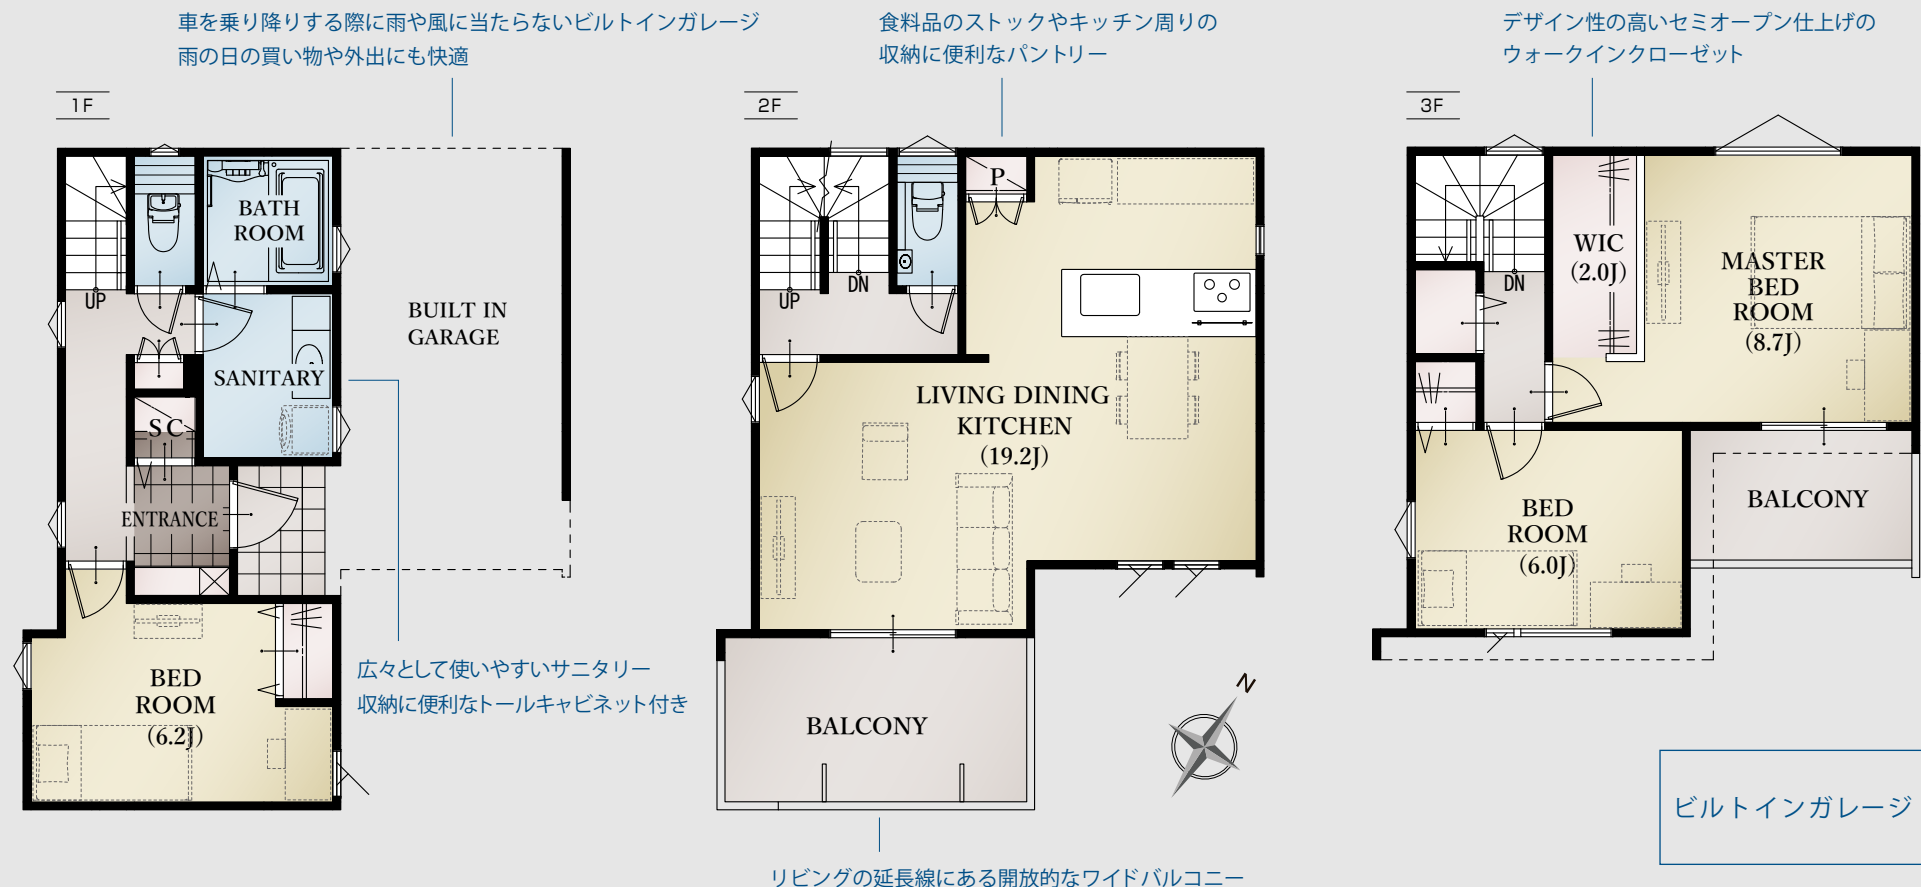 車を乗り降りする際に雨や風に当たらないビルトインガレージ
雨の日の買い物や外出にも快適
食料品のストックやキッチン周りの
収納に便利なパントリー
デザイン性の高いセミオープン仕上げの
ウォークインクローゼット
1F
UP
BATH
ROOM
BUILT IN
GARAGE
SANITARY
SC
ENTRANCE
BED
ROOM
(6.2J)
広々として使いやすいサニタリー
収納に便利なトールキャビネット付き
2F
P
UP
DN
LIVING DINING
KITCHEN
(19.2J)
BALCONY
N
リビングの延長線にある開放的なワイドバルコニー
3F
WIC
(2.0J)
DN
MASTER
BED
ROOM
(8.7J)
BED
ROOM
(6.0J)
BALCONY
ビルトインガレージ